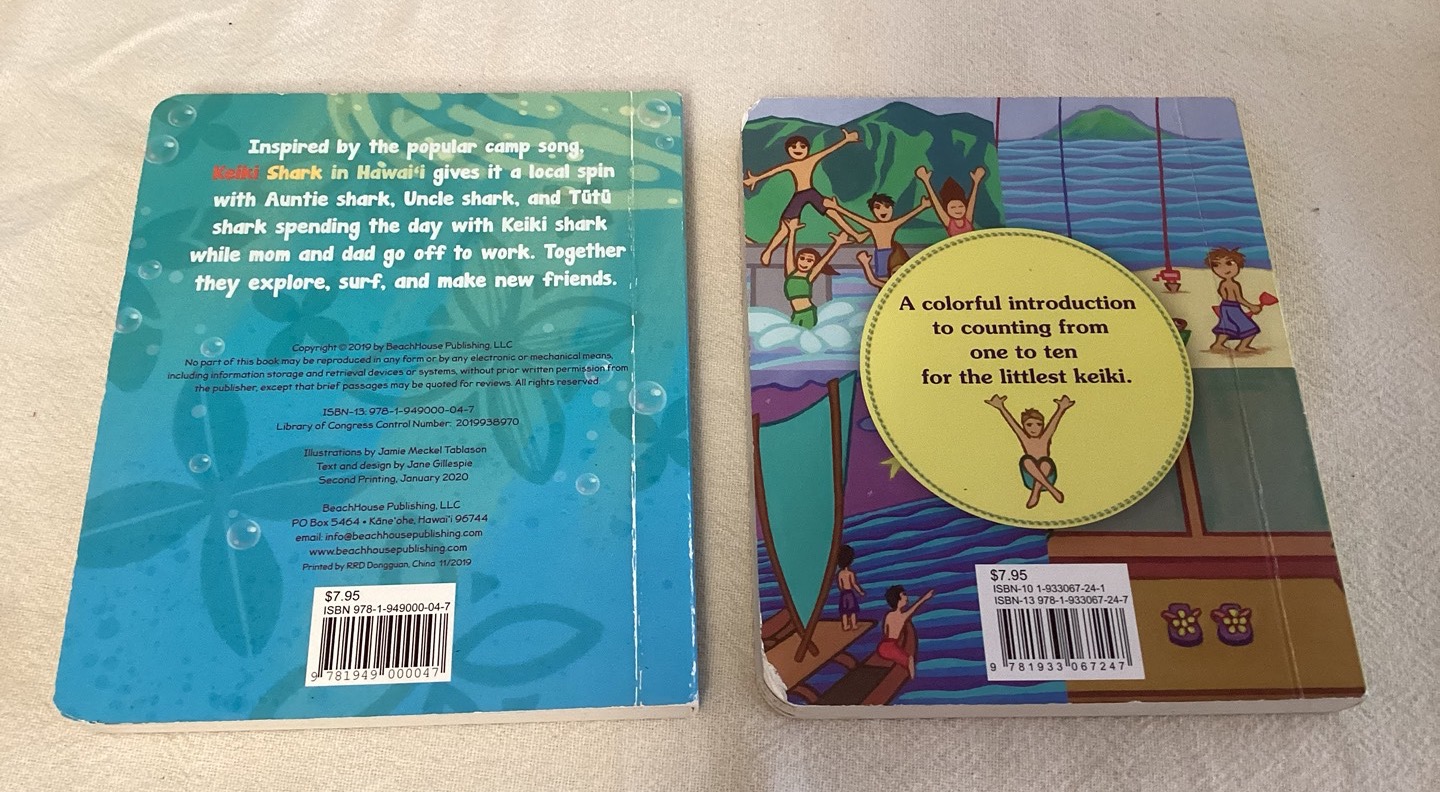 Inspired by the popular camp song,
Keiki Shark in Hawai‘i gives it a local spin
with Auntie shark, Uncle shark, and Tūtū
shark spending the day with Keiki shark
while mom and dad go off to work. Together
they explore, surf, and make new friends.
Copyright © 2019 by BeachHouse Publishing, LLC
No part of this book may be reproduced in any form or by any electronic or mechanical means,
including information storage and retrieval devices or systems, without prior written permission from
the publisher, except that brief passages may be quoted for reviews. All rights reserved.
ISBN-13: 978-1-949000-04-7
Library of Congress Control Number: 2019938970
Illustrations by Jamie Meckel Tablason
Text and design by Jane Gillespie
Second Printing, January 2020
BeachHouse Publishing, LLC
PO Box 5464 • Kāne‘ohe, Hawai‘i 96744
email: info@beachhousepublishing.com
www.beachhousepublishing.com
Printed by RRD Dongguan, China 11/2019
$7.95
ISBN 978-1-949000-04-7
9 781949 000047
A colorful introduction
to counting from
one to ten
for the littlest keiki.
$7.95
ISBN-10 1-933067-24-1
ISBN-13 978-1-933067-24-7
9 781933 067247